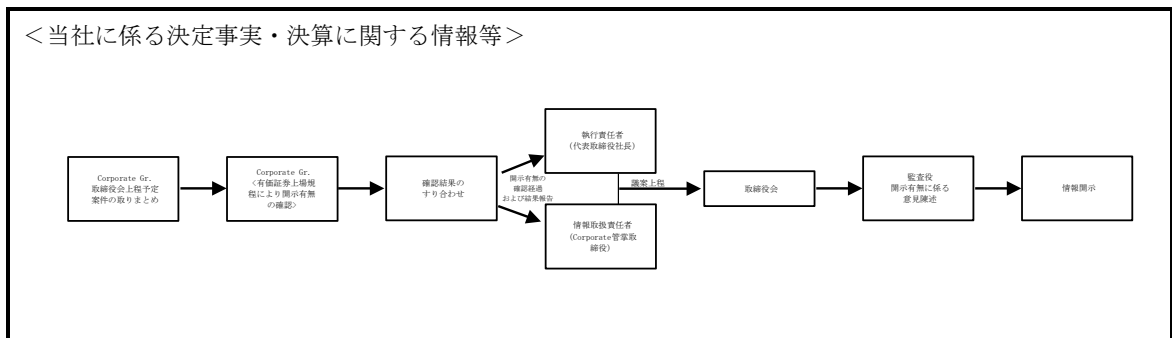 ＜当社に係る決定事実・決算に関する情報等＞
Corporate Gr.
取締役会上程予定
案件の取りまとめ
Corporate Gr.
<有価証券上場規
程により開示有無
の確認>
確認結果の
すり合わせ
開示有無の
確認経過
および結果報告
執行責任者
(代表取締役社長)
情報取扱責任者
(Corporate管掌取
締役)
議案上程
取締役会
監査役
開示有無に係る
意見陳述
情報開示